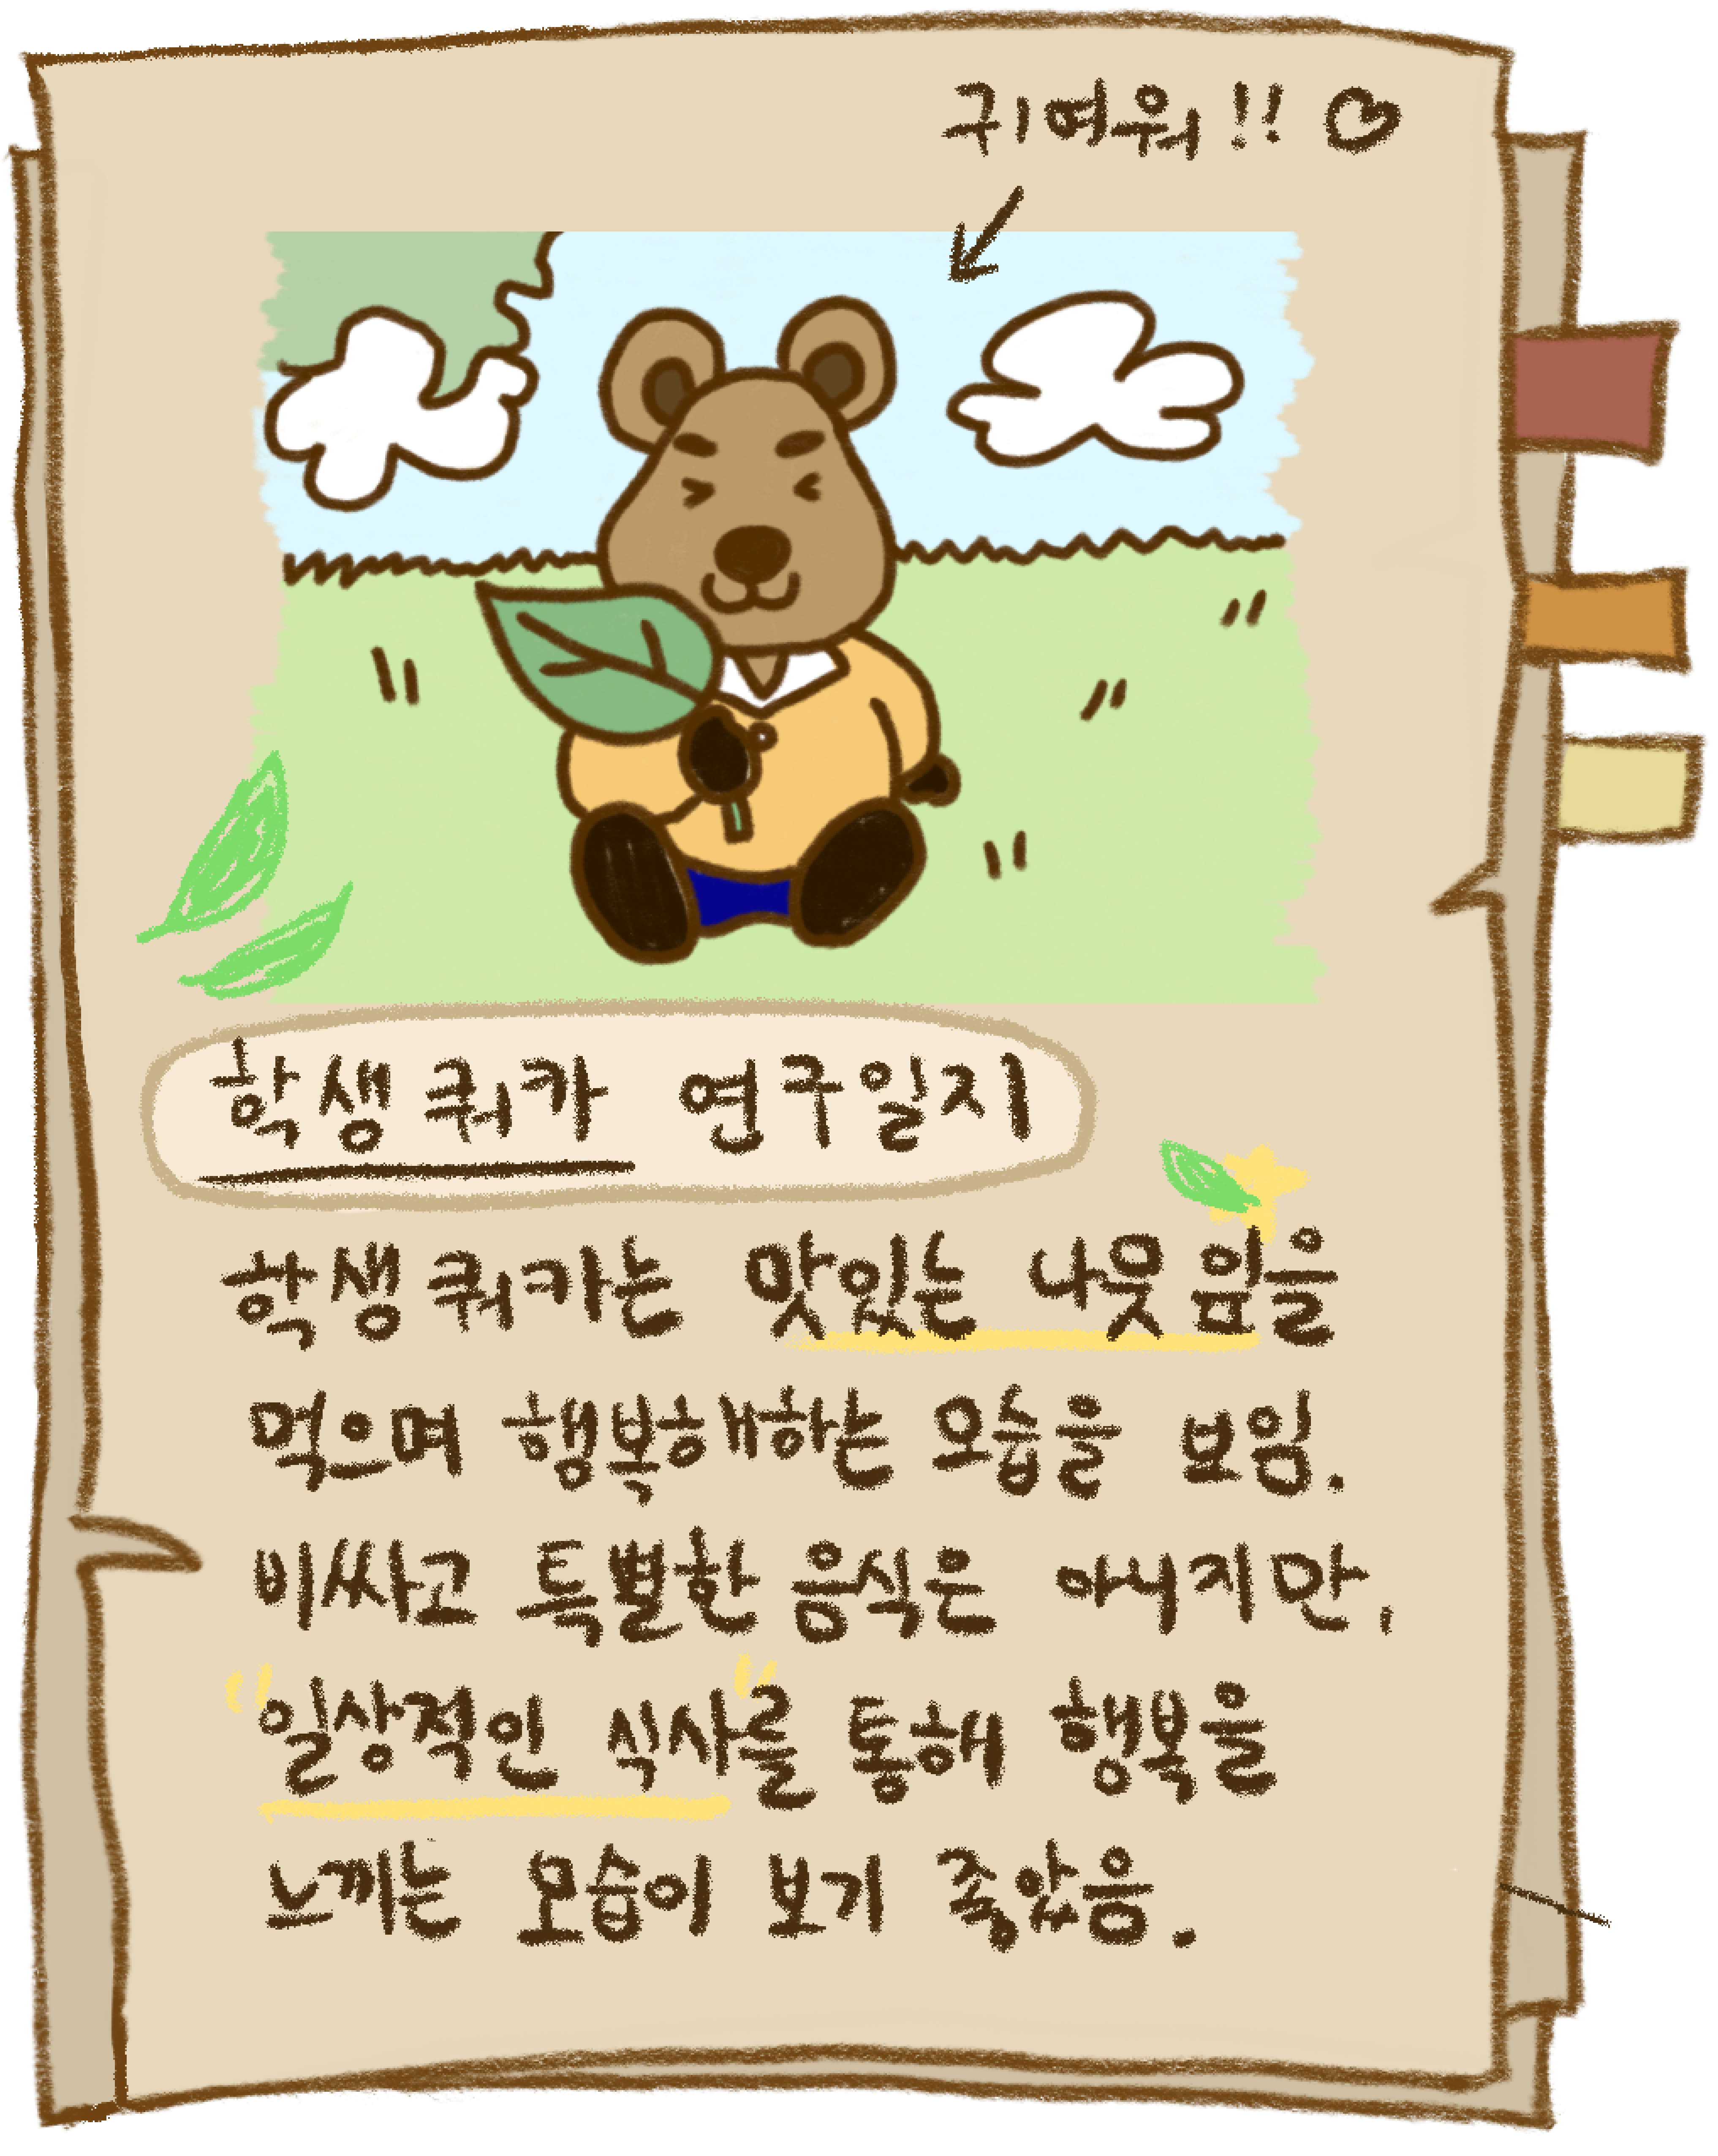 귀여워!! ♡
학생쿼카 연구일지
학생쿼카는 맛있는 나뭇잎을
먹으며 행복해하는 모습을 보임.
비싸고 특별한 음식은 아니지만,
"일상적인 식사"를 통해 행복을
느끼는 모습이 보기 좋았음.